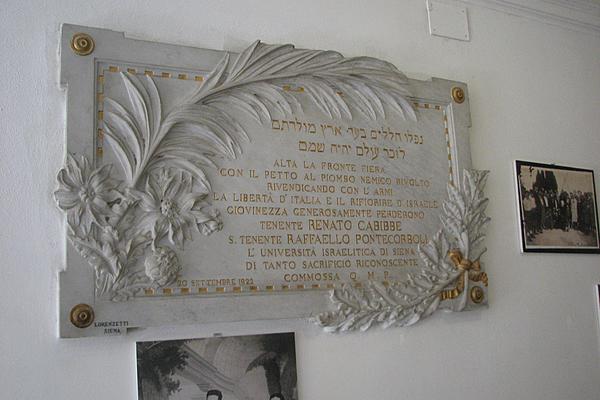 נפלו חללים בעד ארץ מולדתם
לזכר עולם יהיה שמם
ALTA LA FRONTE FIERA
CON IL PETTO AL PIOMBO NEMICO RIVOLTO
RIVENDICANDO CON L'ARMI
LA LIBERTÀ D'ITALIA E IL RIFIORIRE D'ISRAELE
GIOVINEZZA GENEROSAMENTE PERDERONO
TENENTE RENATO CABIBBE
S. TENENTE RAFFAELLO PONTECORBOLI
L'UNIVERSITÀ ISRAELITICA DI SIENA
DI TANTO SACRIFICIO RICONOSCENTE
COMMOSSA Q. M. P.
20 SETTEMBRE 1922
LORENZETTI
SIENA